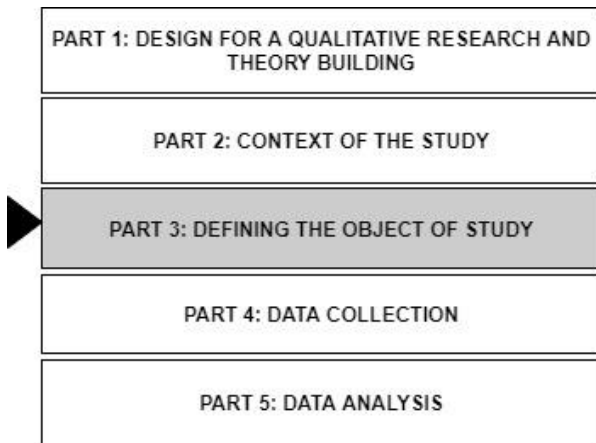 PART 1: DESIGN FOR A QUALITATIVE RESEARCH AND
THEORY BUILDING
PART 2: CONTEXT OF THE STUDY
PART 3: DEFINING THE OBJECT OF STUDY
PART 4: DATA COLLECTION
PART 5: DATA ANALYSIS